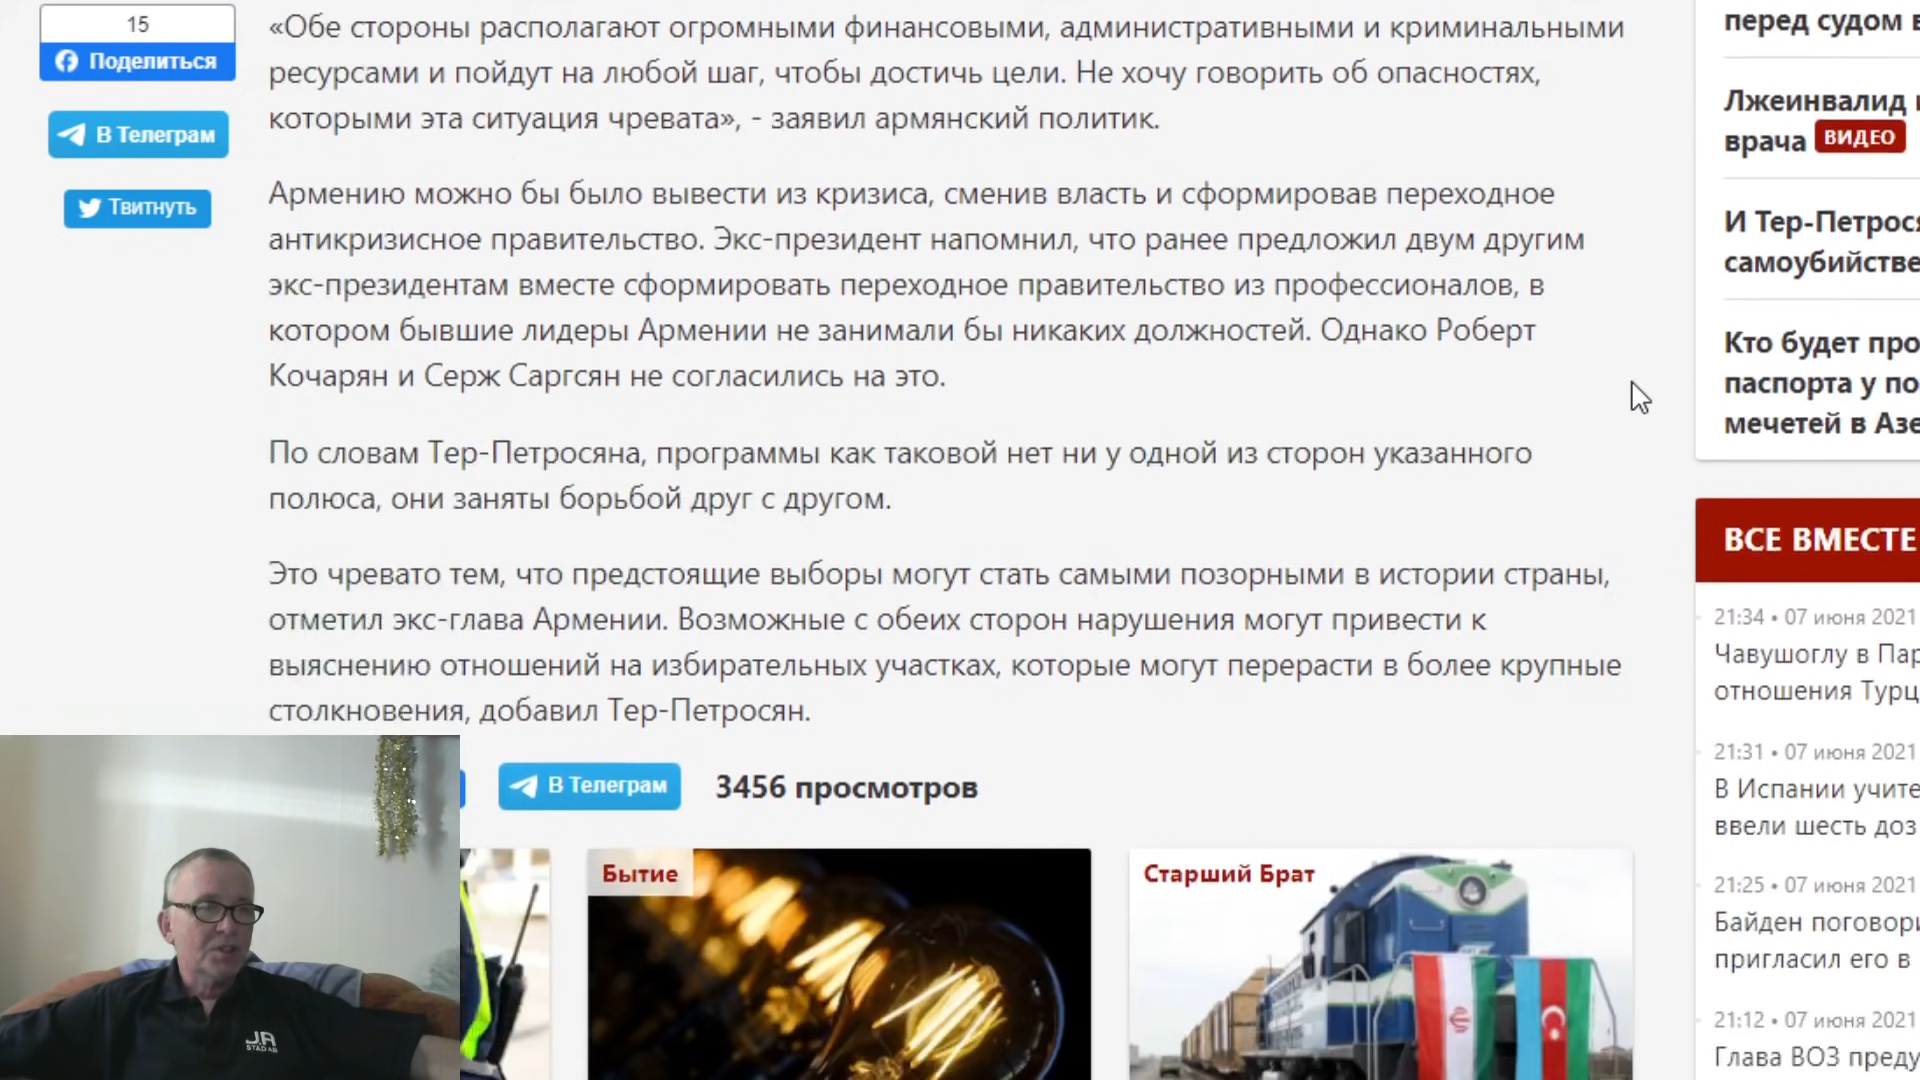 15
Поделиться
В Телеграм
Твитнуть
«Обе стороны располагают огромными финансовыми, административными и криминальными
ресурсами и пойдут на любой шаг, чтобы достичь цели. Не хочу говорить об опасностях,
которыми эта ситуация чревата», - заявил армянский политик.
Армению можно бы было вывести из кризиса, сменив власть и сформировав переходное
антикризисное правительство. Экс-президент напомнил, что ранее предложил двум другим
экс-президентам вместе сформировать переходное правительство из профессионалов, в
котором бывшие лидеры Армении не занимали бы никаких должностей. Однако Роберт
Кочарян и Серж Саргсян не согласились на это.
По словам Тер-Петросяна, программы как таковой нет ни у одной из сторон указанного
полюса, они заняты борьбой друг с другом.
Это чревато тем, что предстоящие выборы могут стать самыми позорными в истории страны,
отметил экс-глава Армении. Возможные с обеих сторон нарушения могут привести к
выяснению отношений на избирательных участках, которые могут перерасти в более крупные
столкновения, добавил Тер-Петросян.
В Телеграм
3456 просмотров
Бытие
Старший Брат
J.A
STÄD AB
перед судом
Лжеинвалид
врача ВИДЕО
И Тер-Петрося
самоубийстве
Кто будет про
паспорта у по
мечетей в Азе
ВСЕ ВМЕСТЕ
21:34 • 07 июня 2021
Чавушоглу в Пар
отношения Турц
21:31 • 07 июня 2021
В Испании учите
ввели шесть доз
21:25 • 07 июня 2021
Байден поговори
пригласил его в
21:12 • 07 июня 2021
Глава ВОЗ преду